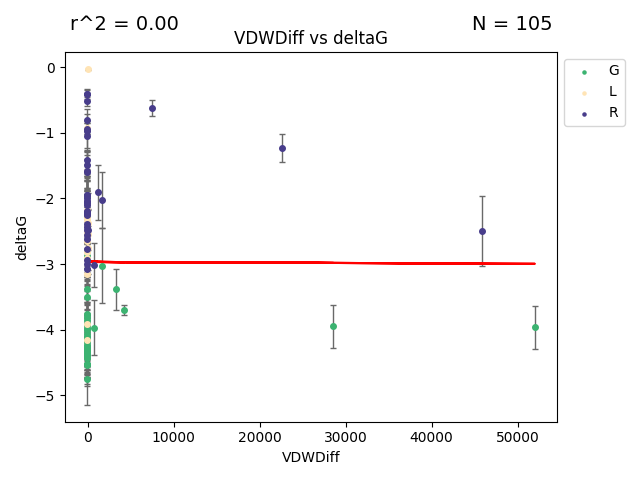 r^2 = 0.00
N = 105
VDWDiff vs deltaG
G
L
R
0
−1
−2
−3
−4
−5
deltaG
0
10000
20000
30000
40000
50000
VDWDiff